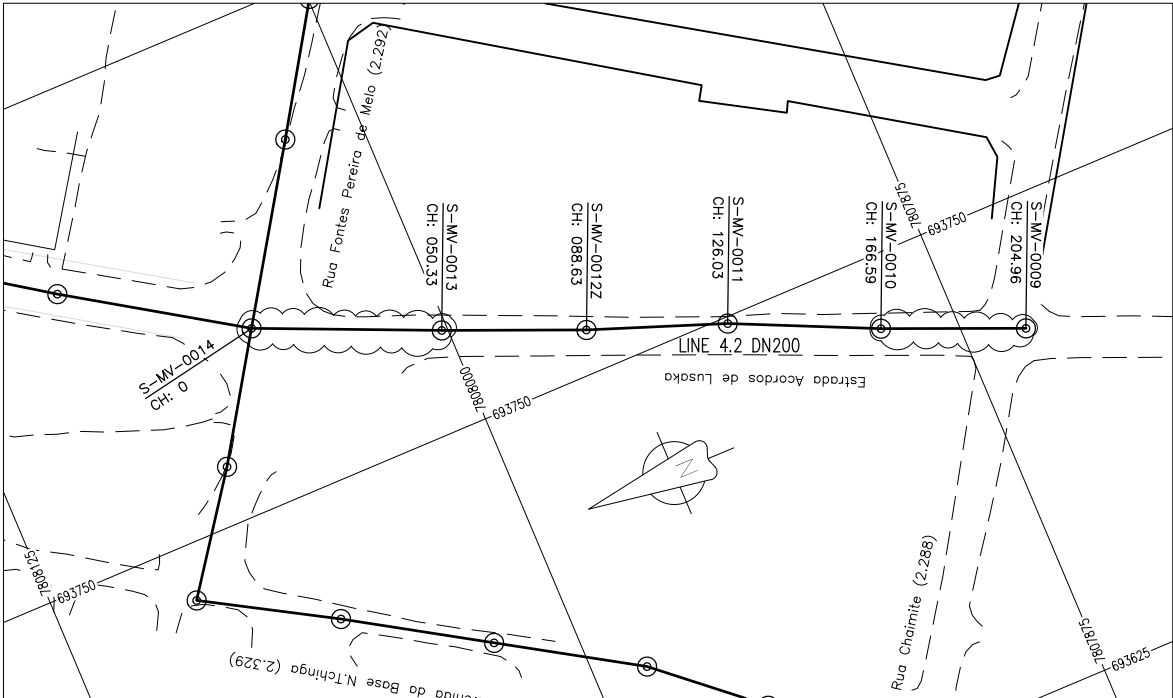 Rua Fontes Pereira de Melo (2.292)
S-MV-0013
CH: 050.33
S-MV-0012Z
CH: 088.63
S-MV-0011
CH: 126.03
S-MV-0010
CH: 166.59
7807875
693750
S-MV-0009
CH: 204.96
S-MV-0014
CH: 0
LINE 4.2 DN200
Estrada Acordos de Lusaka
7808000
693750
N
7808125
693750
Rua Chaimite (2.288)
7807875
693625
da Base N.Tchinga (2.329)